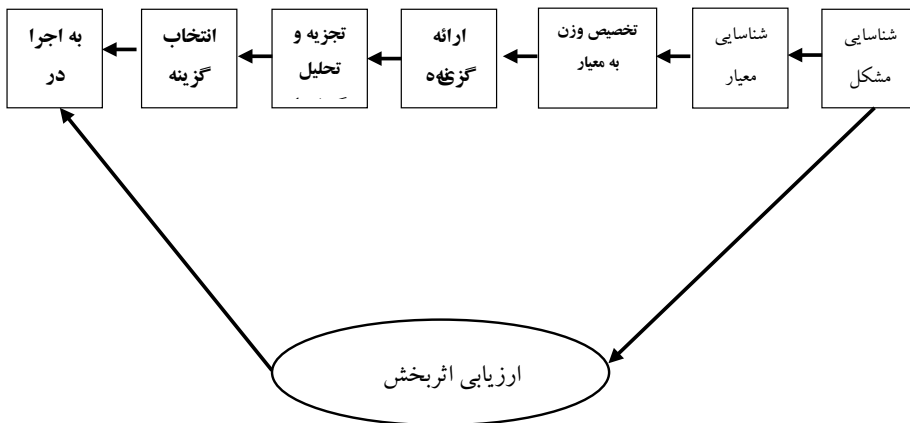 شناسایی
مشکل
شناسایی
معیار
تخصیص وزن
به معیار
ارائه
تجزیه و
تحلیل
انتخاب
گزینه
به اجرا
در
ارزیابی اثربخش